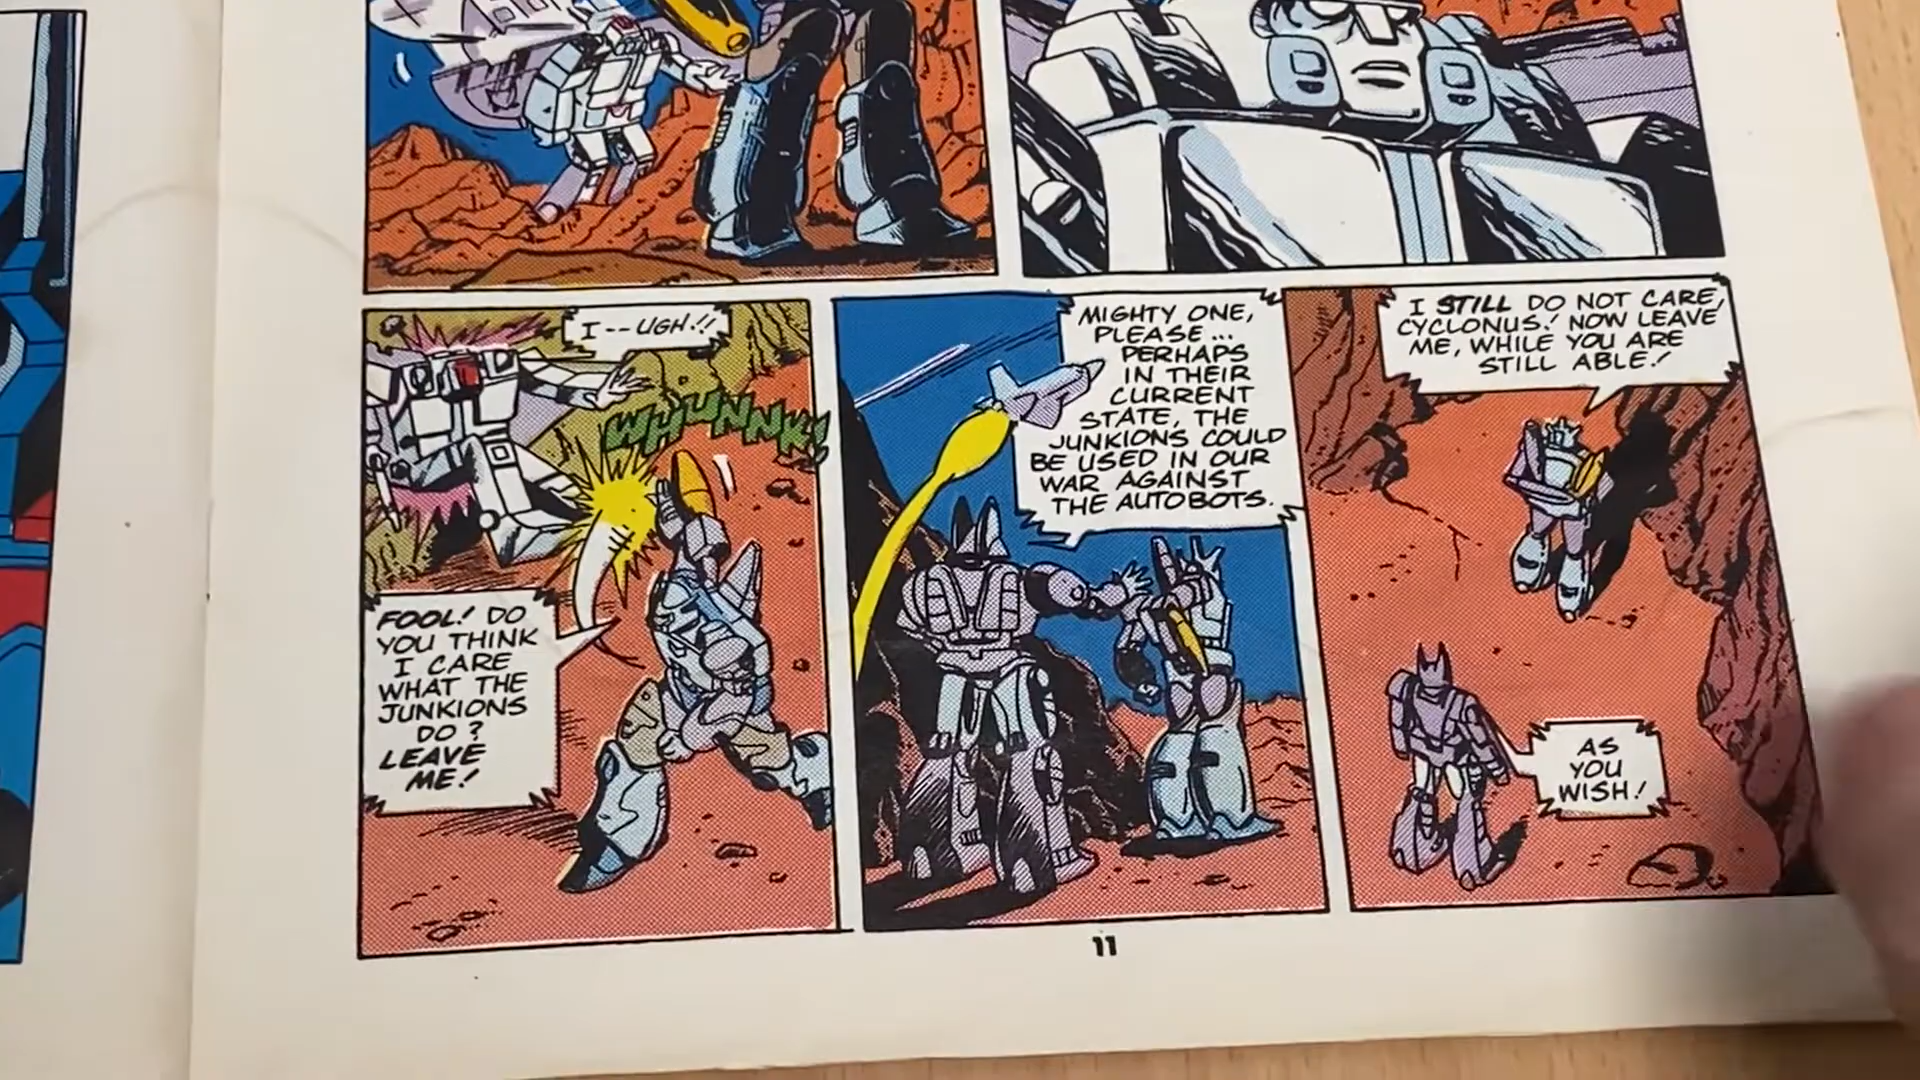 I -- UGH!!
WHUNNNK!
FOOL! DO
YOU THINK
I CARE
WHAT THE
JUNKIONS
DO?
LEAVE
ME!
MIGHTY ONE,
PLEASE...
PERHAPS
IN THEIR
CURRENT
STATE, THE
JUNKIONS COULD
BE USED IN OUR
WAR AGAINST
THE AUTOBOTS.
I STILL DO NOT CARE,
CYCLONUS! NOW LEAVE
ME, WHILE YOU ARE
STILL ABLE!
AS
YOU
WISH!
11